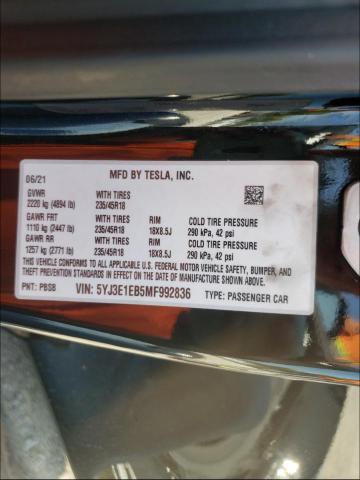 MFD BY TESLA, INC.
06/21
GVWR WITH TIRES
2220 kg (4894 lb) 235/45R18
GAWR FRT WITH TIRES RIM COLD TIRE PRESSURE
1110 kg (2447 lb) 235/45R18 18X8.5J 290 kPa, 42 psi
GAWR RR WITH TIRES RIM COLD TIRE PRESSURE
1257 kg (2771 lb) 235/45R18 18X8.5J 290 kPa, 42 psi
THIS VEHICLE CONFORMS TO ALL APPLICABLE U.S. FEDERAL MOTOR VEHICLE SAFETY, BUMPER, AND
THEFT PREVENTION STANDARDS IN EFFECT ON THE DATE OF MANUFACTURE SHOWN ABOVE.
PNT: PBSB VIN: 5YJ3E1EB5MF992836 TYPE: PASSENGER CAR